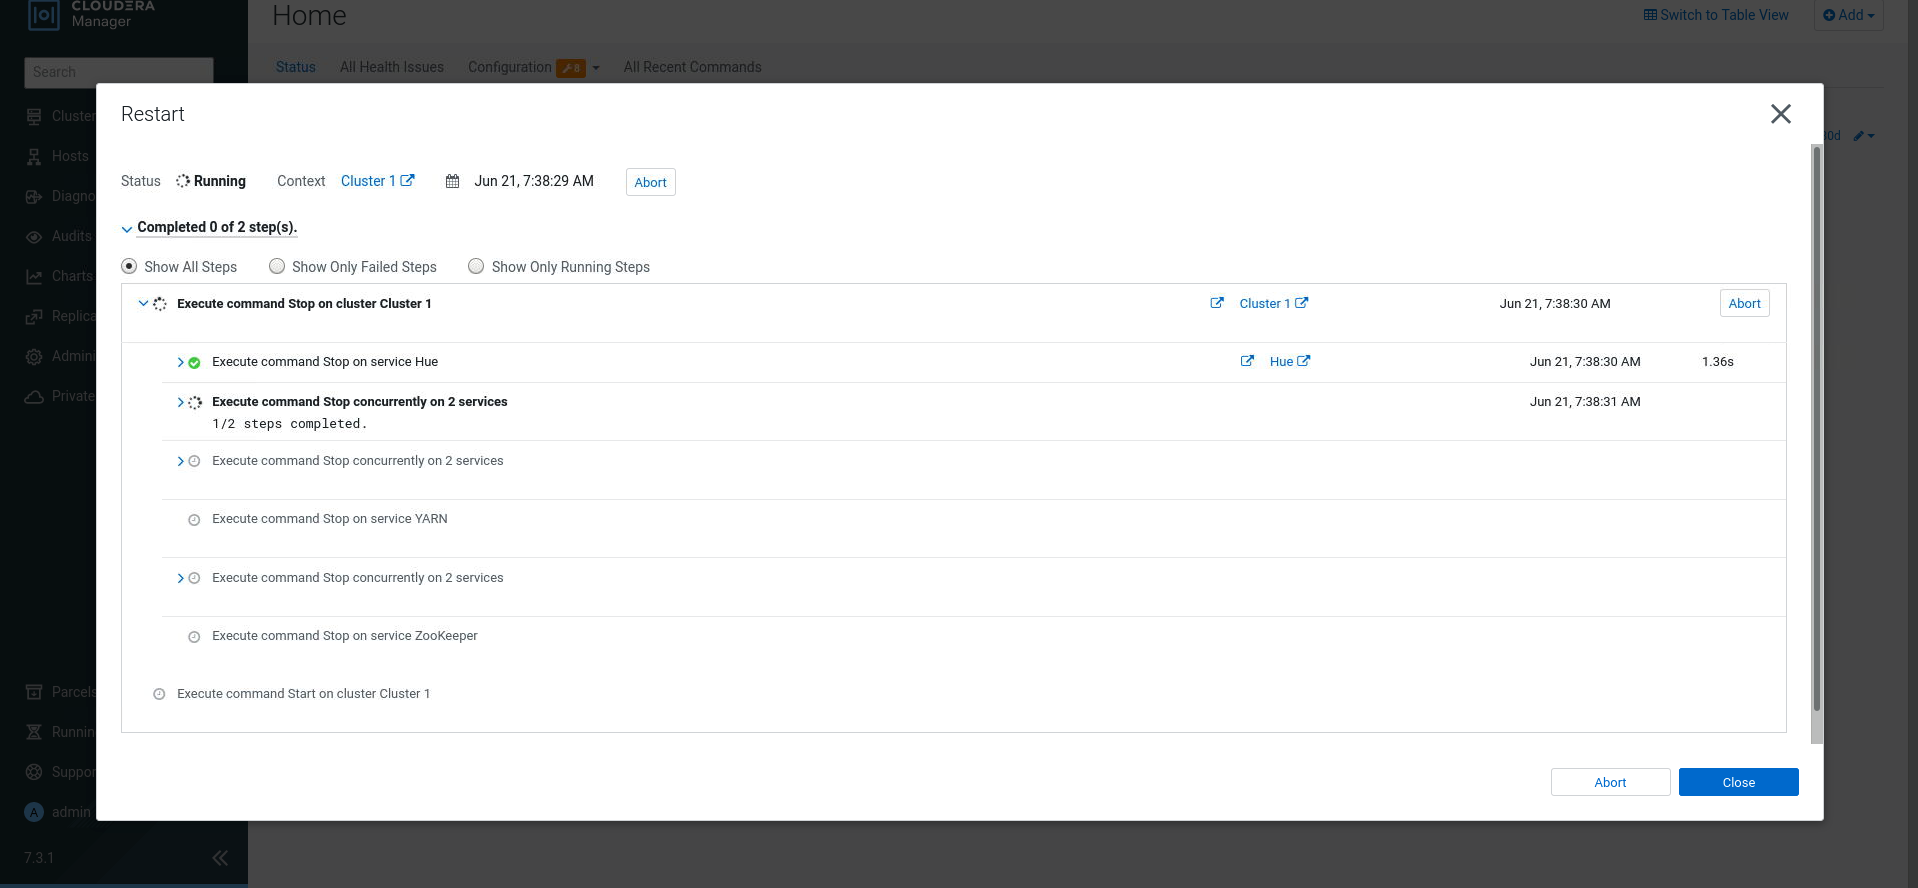 CLOUDERA
Manager
Home
Switch to Table View
Add
Search
Status All Health Issues Configuration 8 All Recent Commands
Restart
Cluster
Hosts
Diagno
Audits
Charts
Replica
Admini
Private
30d
Status Running Context Cluster 1 Jun 21, 7:38:29 AM Abort
Completed 0 of 2 step(s).
Show All Steps Show Only Failed Steps Show Only Running Steps
Execute command Stop on cluster Cluster 1 Cluster 1 Jun 21, 7:38:30 AM Abort
Execute command Stop on service Hue Hue Jun 21, 7:38:30 AM 1.36s
Execute command Stop concurrently on 2 services Jun 21, 7:38:31 AM
1/2 steps completed.
Execute command Stop concurrently on 2 services
Execute command Stop on service YARN
Execute command Stop concurrently on 2 services
Execute command Stop on service ZooKeeper
Execute command Start on cluster Cluster 1
Parcels
Runnin
Suppor
A admin
Abort Close
7.3.1